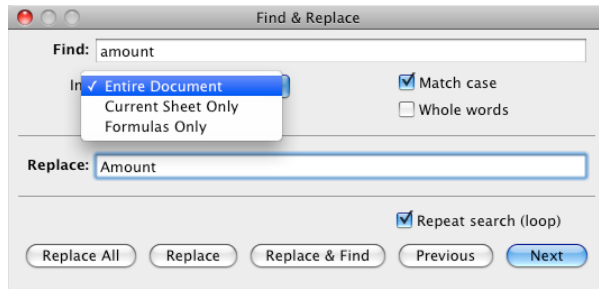 Find & Replace
Find: amount
In ✓ Entire Document
Current Sheet Only
Formulas Only
Match case
Whole words
Replace: Amount
Repeat search (loop)
Replace All Replace Replace & Find Previous Next